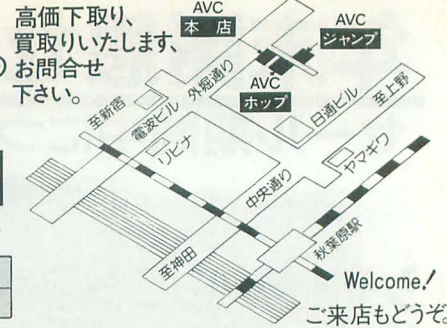 高価下取り、
買取りいたします、
お問合せ
下さい。
AVC
本店
AVC
ジャンプ
AVC
ホップ
外堀通り
至新宿
電波ビル
リビナ
日通ビル
至上野
ヤマギワ
中央通り
至神田
秋葉原駅
Welcome!
ご来店もどうぞ。